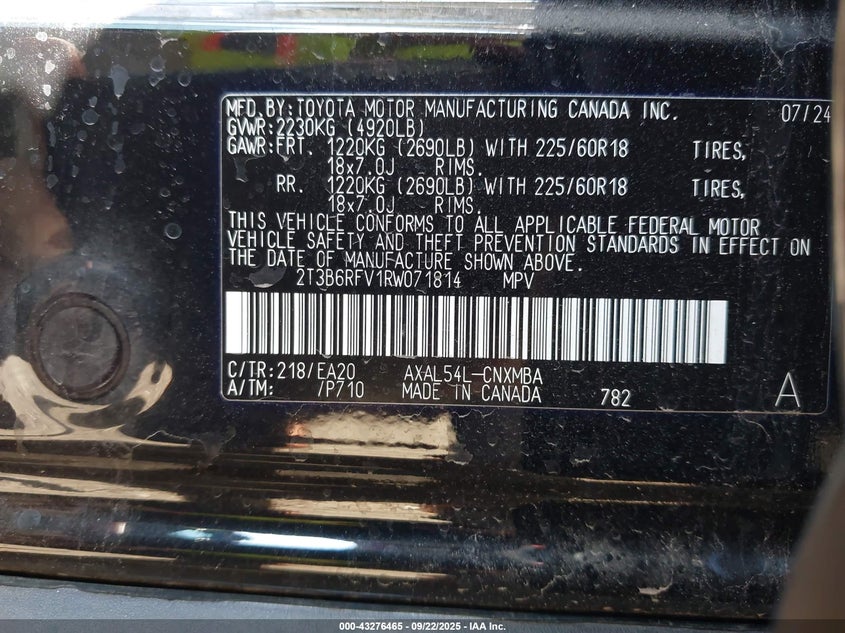 MFD.BY:TOYOTA MOTOR MANUFACTURING CANADA INC. 07/24
GVWR:2230KG (4920LB)
GAWR:FRT. 1220KG (2690LB) WITH 225/60R18 TIRES,
18x7.0J RIMS.
RR. 1220KG (2690LB) WITH 225/60R18 TIRES,
18x7.0J RIMS.
THIS VEHICLE CONFORMS TO ALL APPLICABLE FEDERAL MOTOR
VEHICLE SAFETY AND THEFT PREVENTION STANDARDS IN EFFECT ON
THE DATE OF MANUFACTURE SHOWN ABOVE.
2T3B6RFV1RW071814 MPV
C/TR:218/EA20 AXAL54L-CNXMBA
A/TM: /P710 MADE IN CANADA 782 A
000-43276465 - 09/22/2025 - IAA Inc.